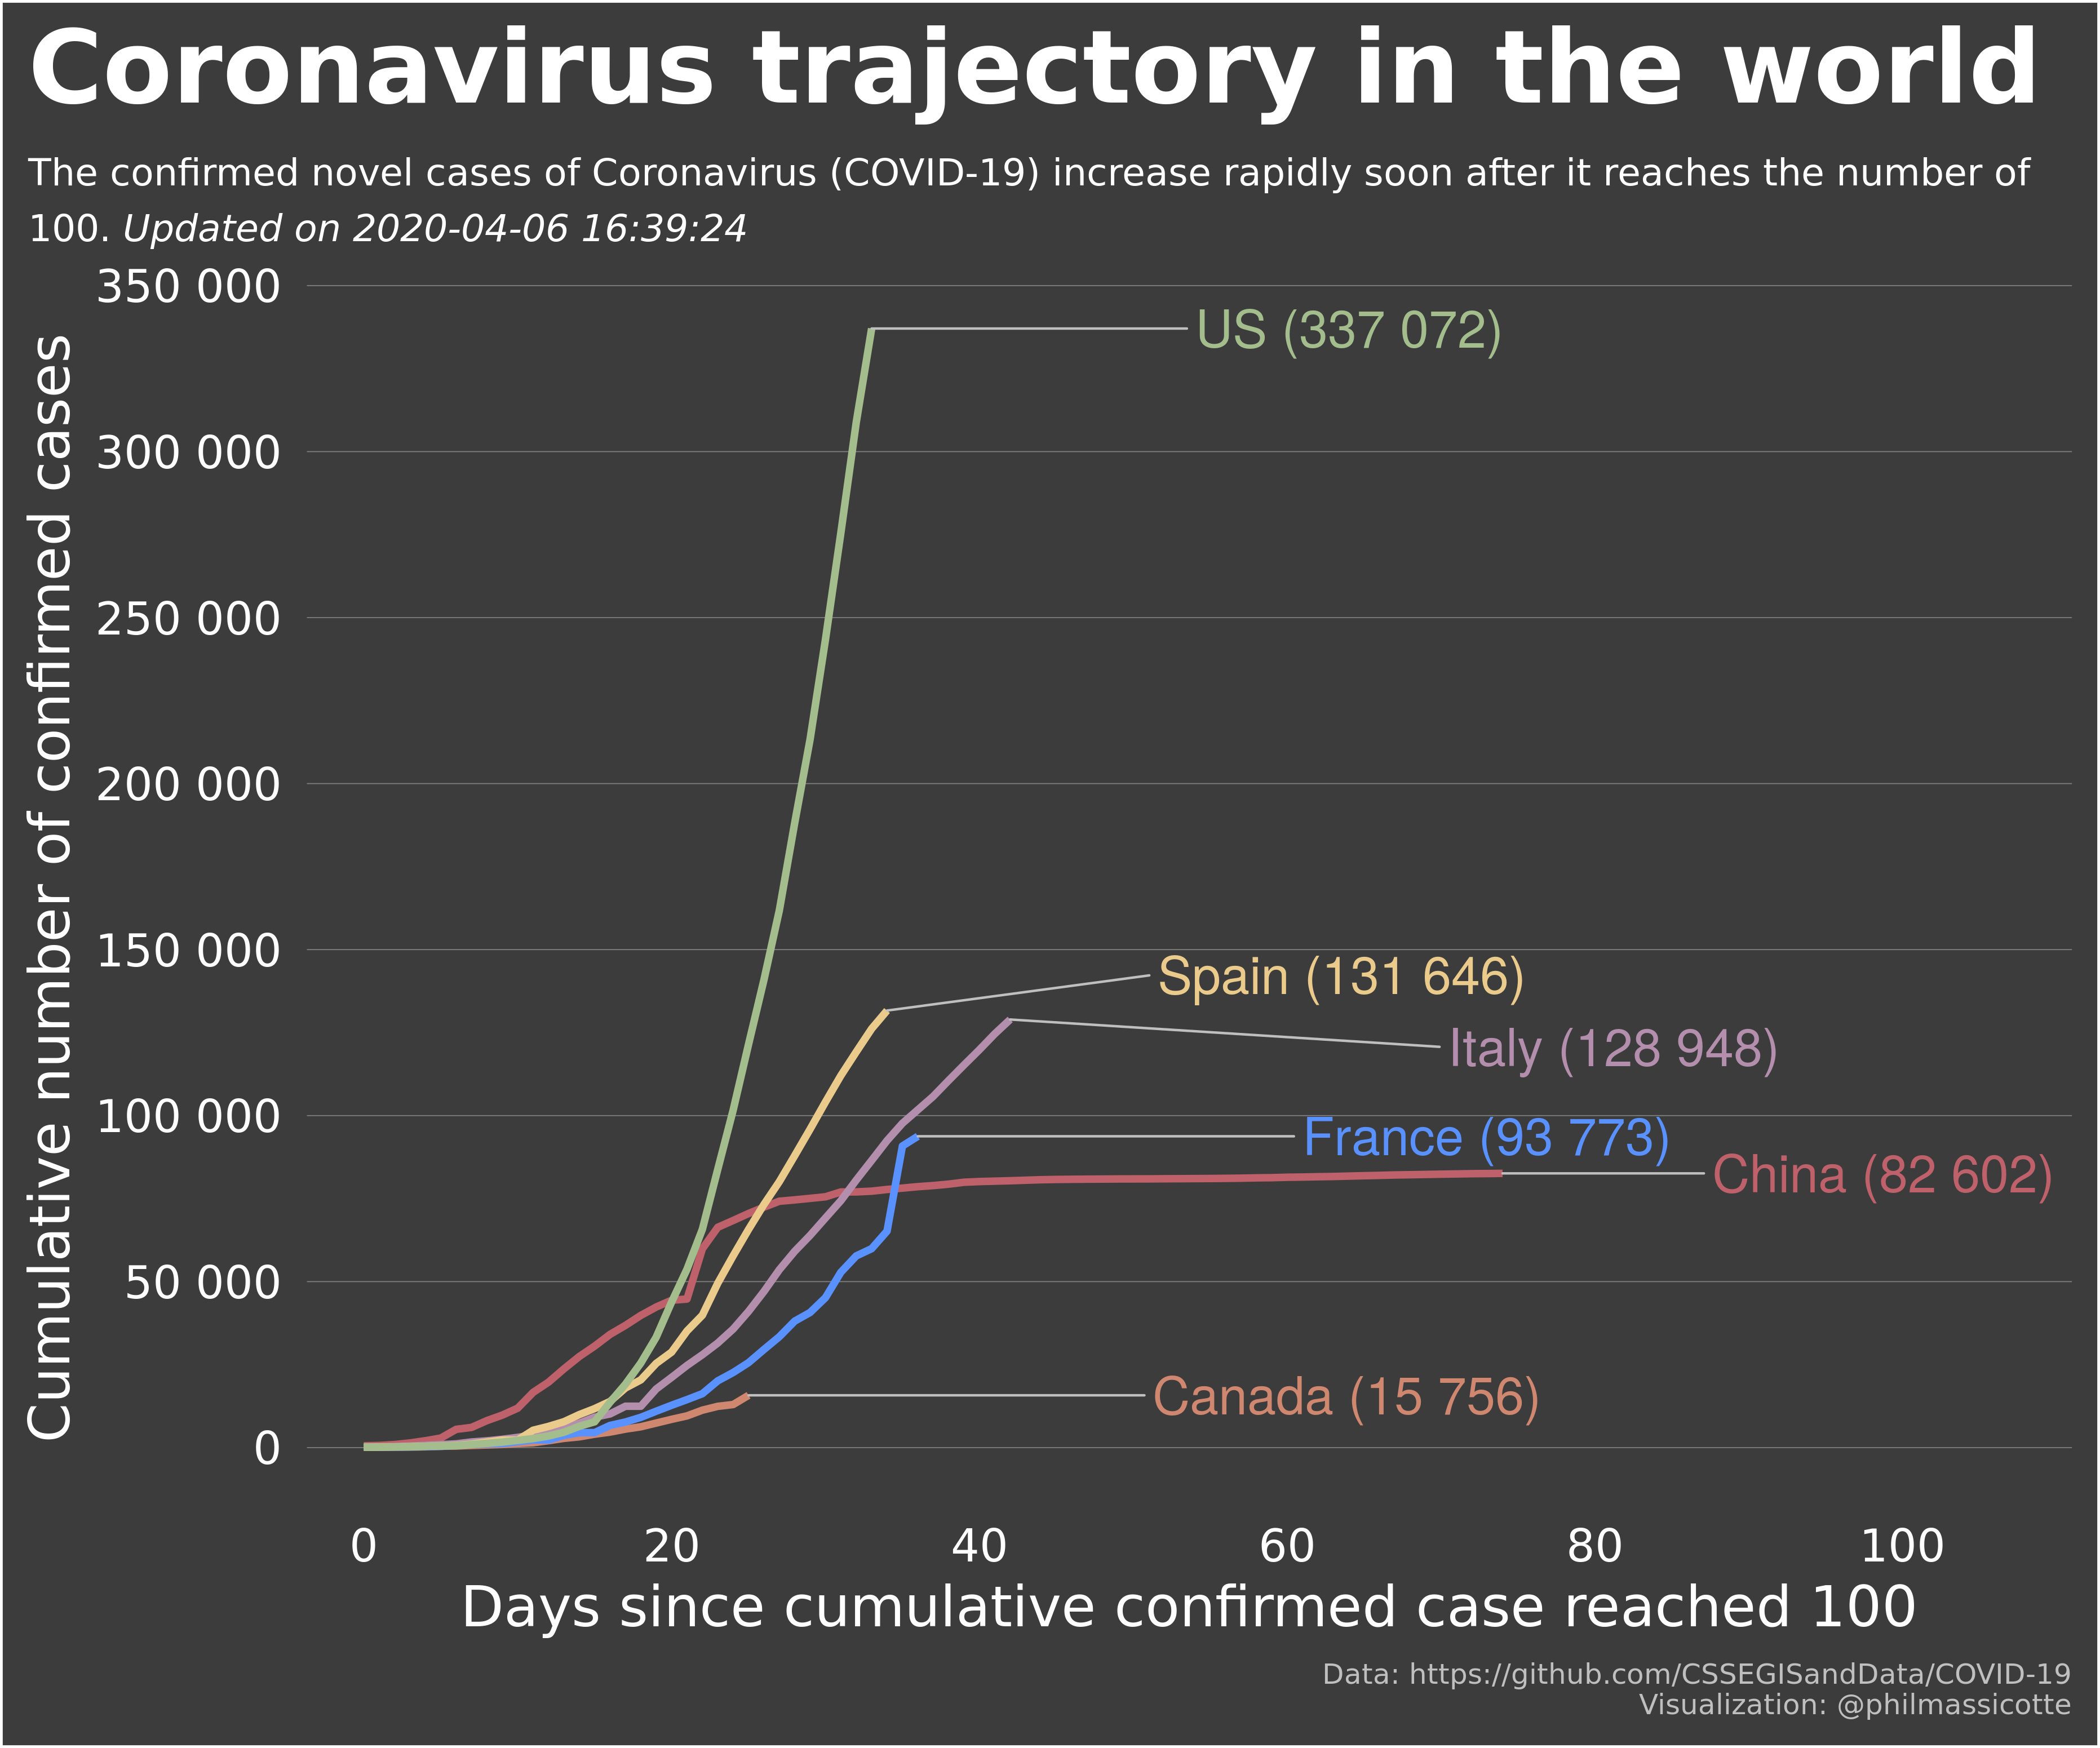 Coronavirus trajectory in the world
The confirmed novel cases of Coronavirus (COVID-19) increase rapidly soon after it reaches the number of
100. Updated on 2020-04-06 16:39:24
Cumulative number of confirmed cases
350 000
300 000
250 000
200 000
150 000
100 000
50 000
0
US (337 072)
Spain (131 646)
Italy (128 948)
France (93 773)
China (82 602)
Canada (15 756)
0 20 40 60 80 100
Days since cumulative confirmed case reached 100
Data: https://github.com/CSSEGISandData/COVID-19
Visualization: @philmassicotte